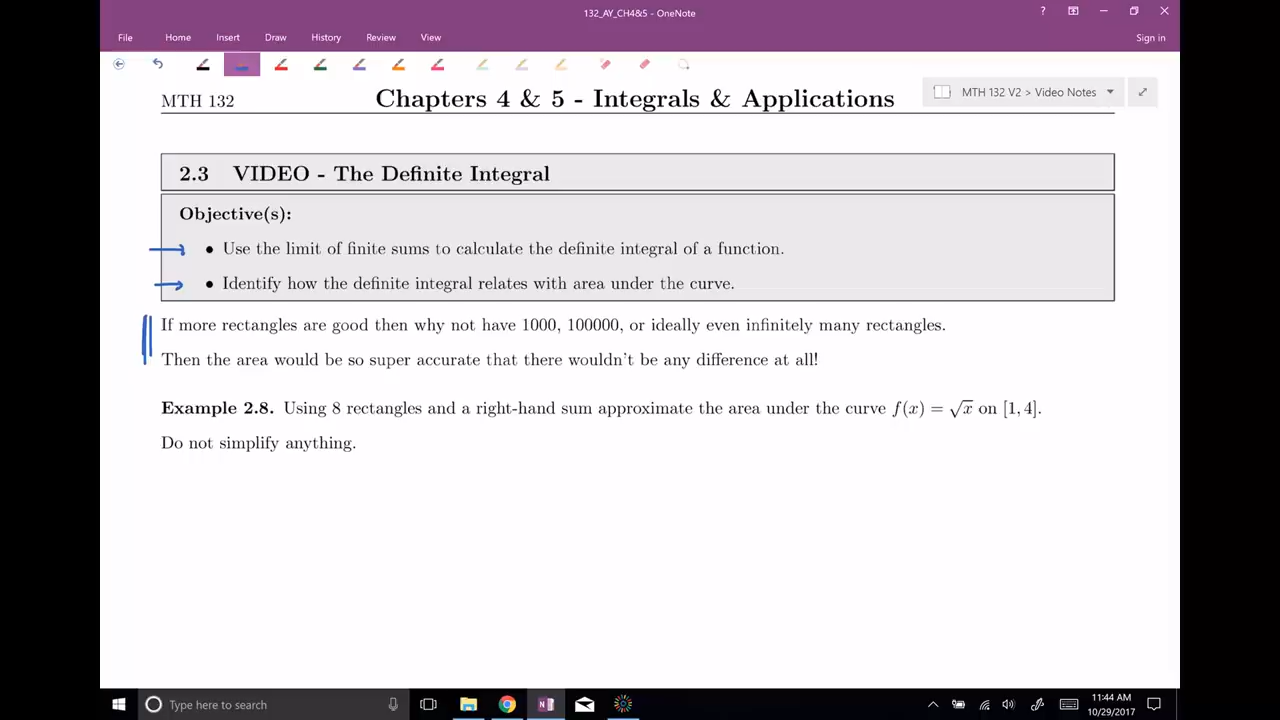 132_AY_CH4&5 - OneNote
?
File Home Insert Draw History Review View Sign in
MTH 132 Chapters 4 & 5 - Integrals & Applications
MTH 132 V2 > Video Notes
2.3 VIDEO - The Definite Integral
Objective(s):
• Use the limit of finite sums to calculate the definite integral of a function.
• Identify how the definite integral relates with area under the curve.
If more rectangles are good then why not have 1000, 100000, or ideally even infinitely many rectangles.
Then the area would be so super accurate that there wouldn't be any difference at all!
Example 2.8. Using 8 rectangles and a right-hand sum approximate the area under the curve f(x) = √x on [1, 4].
Do not simplify anything.
Type here to search
11:44 AM
10/29/2017